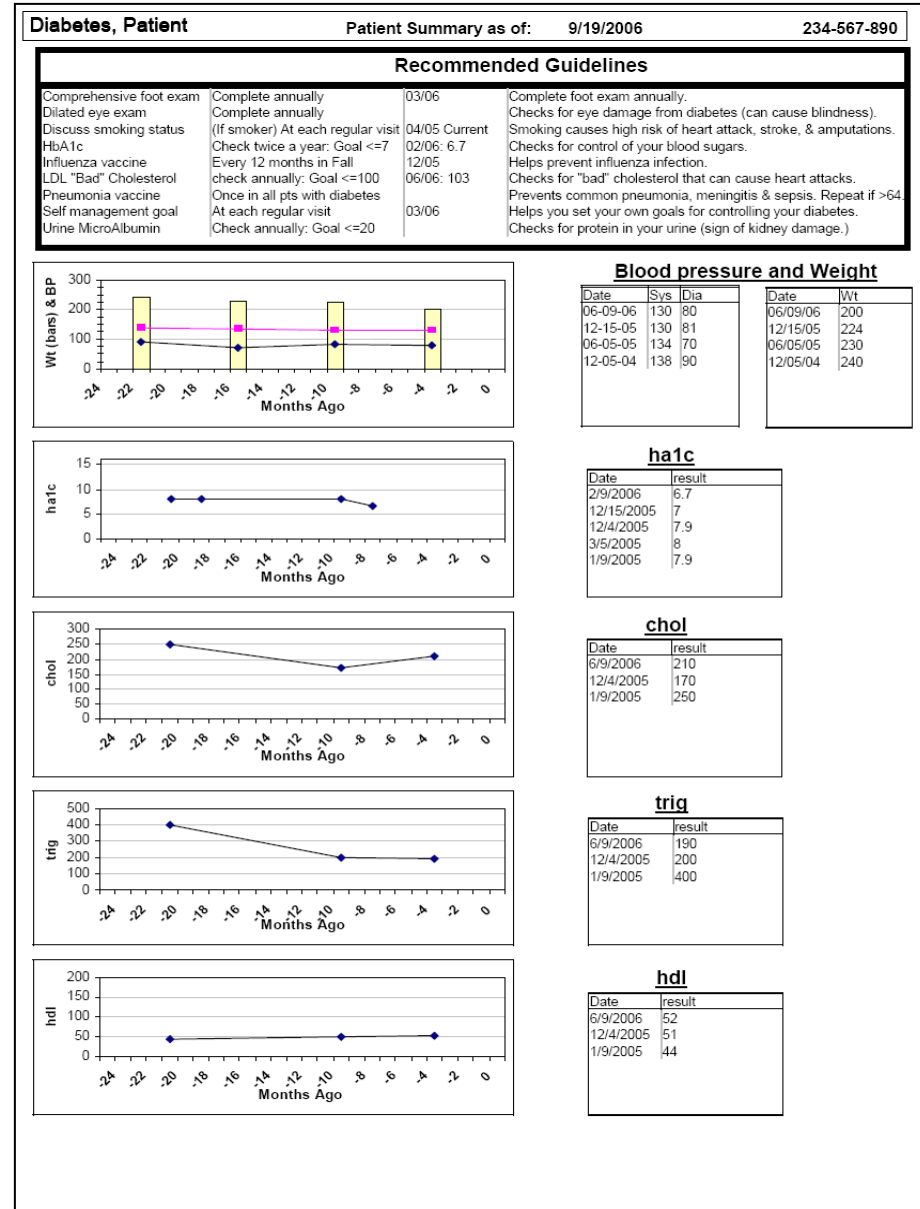 Diabetes, Patient Patient Summary as of: 9/19/2006 234-567-890
Recommended Guidelines
Comprehensive foot exam Complete annually 03/06 Complete foot exam annually.
Dilated eye exam Complete annually Checks for eye damage from diabetes (can cause blindness).
Discuss smoking status (If smoker) At each regular visit 04/05 Current Smoking causes high risk of heart attack, stroke, & amputations.
HbA1c Check twice a year: Goal <=7 02/06: 6.7 Checks for control of your blood sugars.
Influenza vaccine Every 12 months in Fall 12/05 Helps prevent influenza infection.
LDL "Bad" Cholesterol check annually: Goal <=100 06/06: 103 Checks for "bad" cholesterol that can cause heart attacks.
Pneumonia vaccine Once in all pts with diabetes Prevents common pneumonia, meningitis & sepsis. Repeat if >64.
Self management goal At each regular visit 03/06 Helps you set your own goals for controlling your diabetes.
Urine MicroAlbumin Check annually: Goal <=20 Checks for protein in your urine (sign of kidney damage.)
Wt (bars) & BP
300
200
100
0
-24 -22 -20 -18 -16 -14 -12 -10 -8 -6 -4 -2 0
Months Ago
Blood pressure and Weight
Date Sys Dia
06-09-06 130 80
12-15-05 130 81
06-05-05 134 70
12-05-04 138 90
Date Wt
06/09/06 200
12/15/05 224
06/05/05 230
12/05/04 240
ha1c
15
10
5
0
-24 -22 -20 -18 -16 -14 -12 -10 -8 -6 -4 -2 0
Months Ago
ha1c
Date result
2/9/2006 6.7
12/15/2005 7
12/4/2005 7.9
3/5/2005 8
1/9/2005 7.9
chol
300
250
200
150
100
50
0
-24 -22 -20 -18 -16 -14 -12 -10 -8 -6 -4 -2 0
Months Ago
chol
Date result
6/9/2006 210
12/4/2005 170
1/9/2005 250
trig
500
400
300
200
100
0
-24 -22 -20 -18 -16 -14 -12 -10 -8 -6 -4 -2 0
Months Ago
trig
Date result
6/9/2006 190
12/4/2005 200
1/9/2005 400
hdl
200
150
100
50
0
-24 -22 -20 -18 -16 -14 -12 -10 -8 -6 -4 -2 0
Months Ago
hdl
Date result
6/9/2006 52
12/4/2005 51
1/9/2005 44